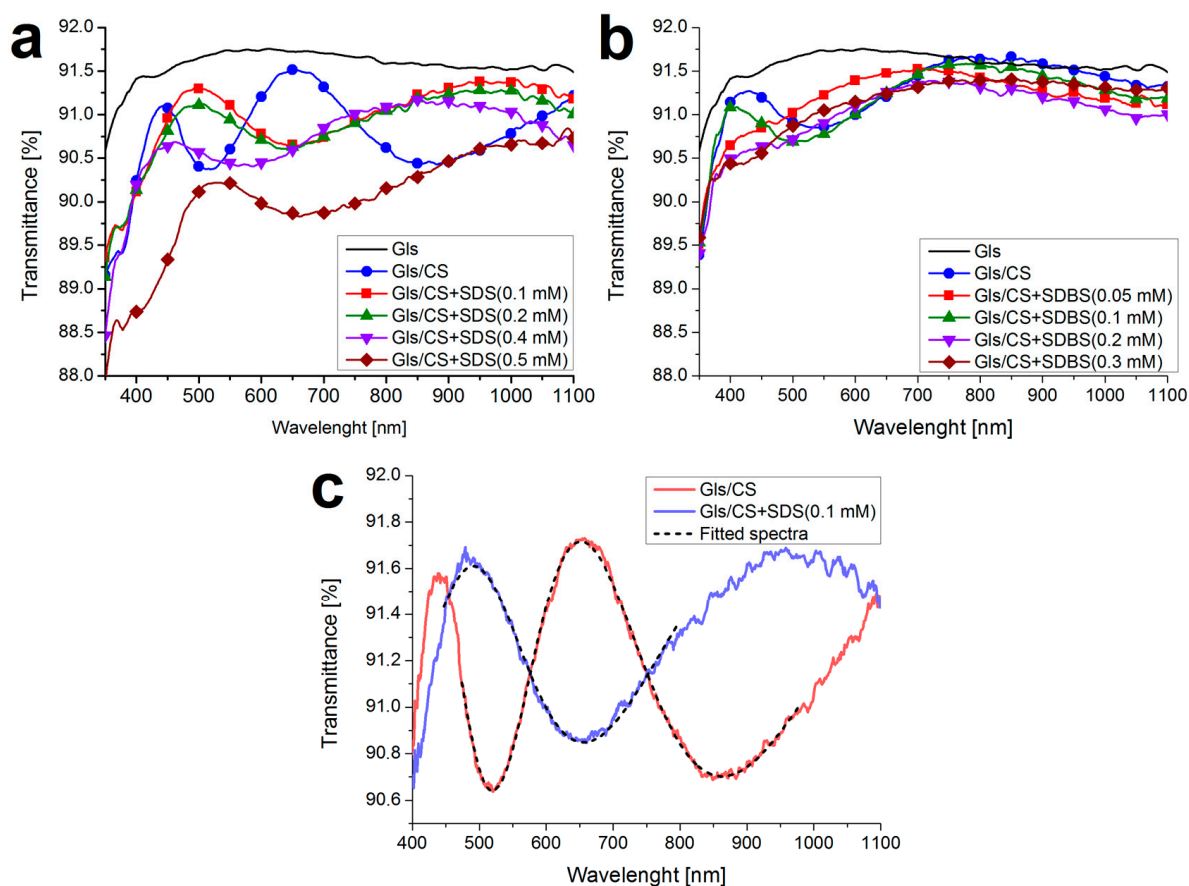 a
92.0
91.5
91.0
90.5
90.0
89.5
89.0
88.5
88.0
Transmittance [%]
400 500 600 700 800 900 1000 1100
Wavelenght [nm]
Gls
Gls/CS
Gls/CS+SDS(0.1 mM)
Gls/CS+SDS(0.2 mM)
Gls/CS+SDS(0.4 mM)
Gls/CS+SDS(0.5 mM)
b
92.0
91.5
91.0
90.5
90.0
89.5
89.0
88.5
88.0
Transmittance [%]
400 500 600 700 800 900 1000 1100
Wavelenght [nm]
Gls
Gls/CS
Gls/CS+SDBS(0.05 mM)
Gls/CS+SDBS(0.1 mM)
Gls/CS+SDBS(0.2 mM)
Gls/CS+SDBS(0.3 mM)
c
92.0
91.8
91.6
91.4
91.2
91.0
90.8
90.6
Transmittance [%]
400 500 600 700 800 900 1000 1100
Wavelenght [nm]
Gls/CS
Gls/CS+SDS(0.1 mM)
Fitted spectra